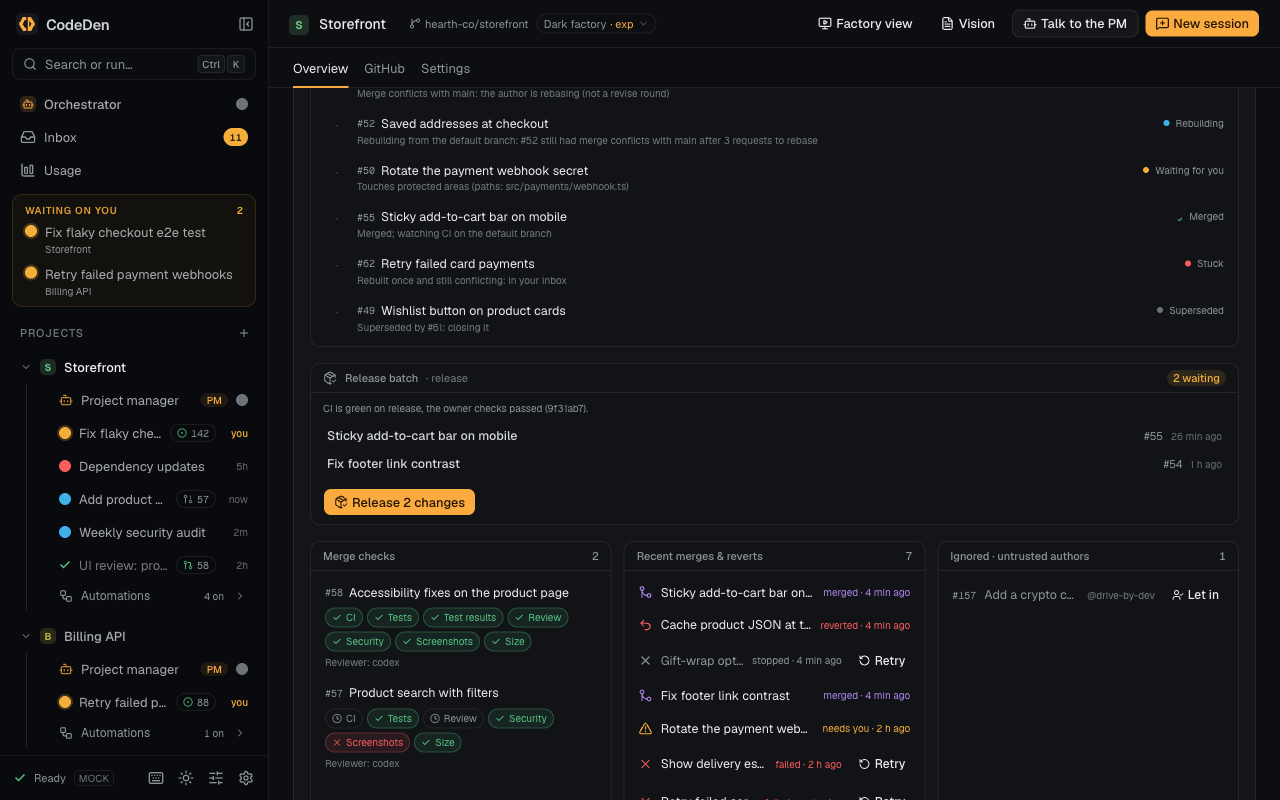 CodeDen
Search or run…
Ctrl K
Orchestrator
Inbox
11
Usage
WAITING ON YOU 2
Fix flaky checkout e2e test
Storefront
Retry failed payment webhooks
Billing API
PROJECTS
S Storefront
Project manager PM
Fix flaky che… 142 you
Dependency updates 5h
Add product … 57 now
Weekly security audit 2m
UI review: pro… 58 2h
Automations 4 on
B Billing API
Project manager PM
Retry failed p… 88 you
Automations 1 on
Ready MOCK
S Storefront
hearth-co/storefront
Dark factory · exp
Factory view
Vision
Talk to the PM
New session
Overview GitHub Settings
Merge conflicts with main: the author is rebasing (not a revise round)
#52 Saved addresses at checkout
Rebuilding
Rebuilding from the default branch: #52 still had merge conflicts with main after 3 requests to rebase
#50 Rotate the payment webhook secret
Waiting for you
Touches protected areas (paths: src/payments/webhook.ts)
#55 Sticky add-to-cart bar on mobile
Merged
Merged; watching CI on the default branch
#62 Retry failed card payments
Stuck
Rebuilt once and still conflicting: in your inbox
#49 Wishlist button on product cards
Superseded
Superseded by #61: closing it
Release batch · release
2 waiting
CI is green on release, the owner checks passed (9f31ab7).
Sticky add-to-cart bar on mobile #55 26 min ago
Fix footer link contrast #54 1 h ago
Release 2 changes
Merge checks 2
#58 Accessibility fixes on the product page
CI Tests Test results Review
Security Screenshots Size
Reviewer: codex
#57 Product search with filters
CI Tests Review Security
Screenshots Size
Reviewer: codex
Recent merges & reverts 7
Sticky add-to-cart bar on… merged · 4 min ago
Cache product JSON at t… reverted · 4 min ago
Gift-wrap opt… stopped · 4 min ago Retry
Fix footer link contrast merged · 4 min ago
Rotate the payment web… needs you · 2 h ago
Show delivery es… failed · 2 h ago Retry
Ignored · untrusted authors 1
#157 Add a crypto c… @drive-by-dev Let in